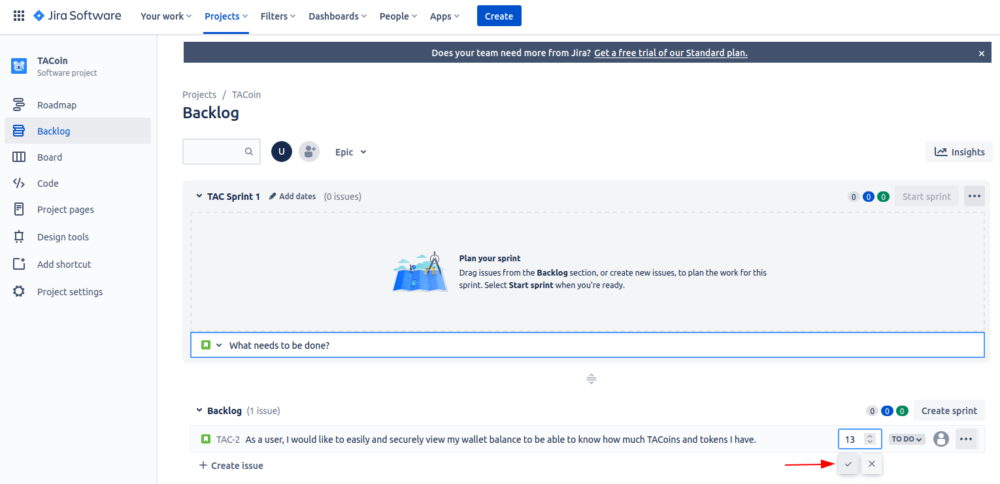 Jira Software Your work Projects Filters Dashboards People Apps Create
Does your team need more from Jira? Get a free trial of our Standard plan.
TACoin
Software project
Roadmap
Backlog
Board
Code
Project pages
Design tools
Add shortcut
Project settings
Projects / TACoin
Backlog
U Epic Insights
TAC Sprint 1 Add dates (0 issues) 0 0 0 Start sprint
Plan your sprint
Drag issues from the Backlog section, or create new issues, to plan the work for this
sprint. Select Start sprint when you're ready.
What needs to be done?
Backlog (1 issue) 0 0 0 Create sprint
TAC-2 As a user, I would like to easily and securely view my wallet balance to be able to know how much TACoins and tokens I have. 13 TO DO
Create issue